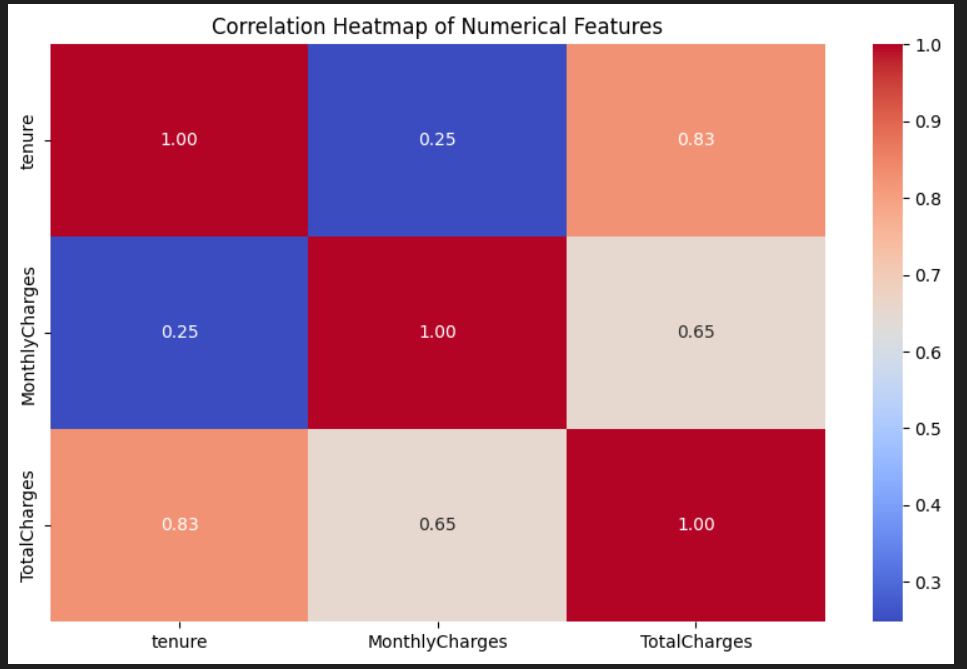 Correlation Heatmap of Numerical Features
tenure
1.00
0.25
0.83
MonthlyCharges
0.25
1.00
0.65
TotalCharges
0.83
0.65
1.00
tenure
MonthlyCharges
TotalCharges
1.0
0.9
0.8
0.7
0.6
0.5
0.4
0.3